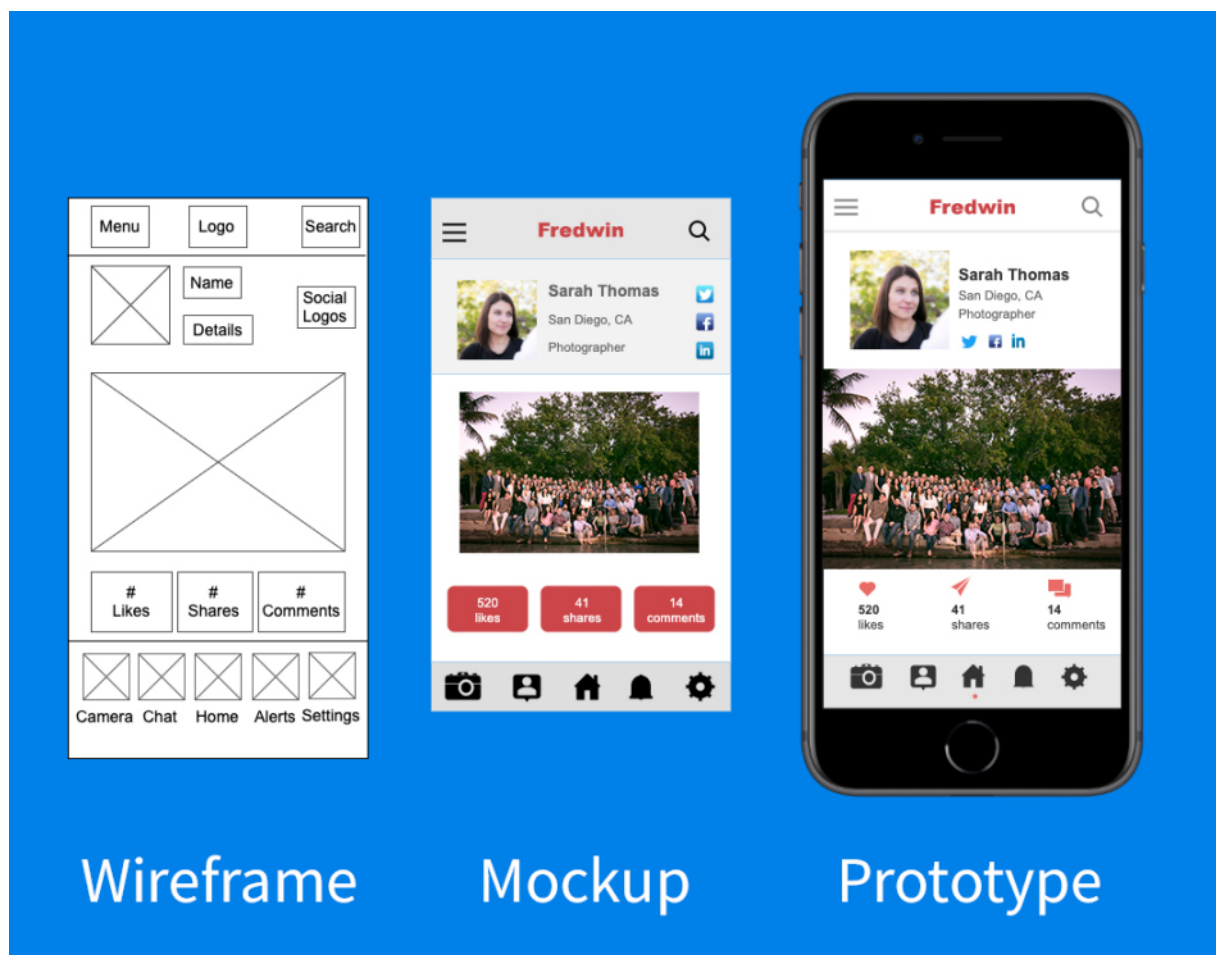 Menu
Logo
Search
Name
Details
Social
Logos
#
Likes
#
Shares
#
Comments
Camera
Chat
Home
Alerts
Settings
Fredwin
Sarah Thomas
San Diego, CA
Photographer
in
520
likes
41
shares
14
comments
Fredwin
Sarah Thomas
San Diego, CA
Photographer
in
520
likes
41
shares
14
comments
Wireframe
Mockup
Prototype